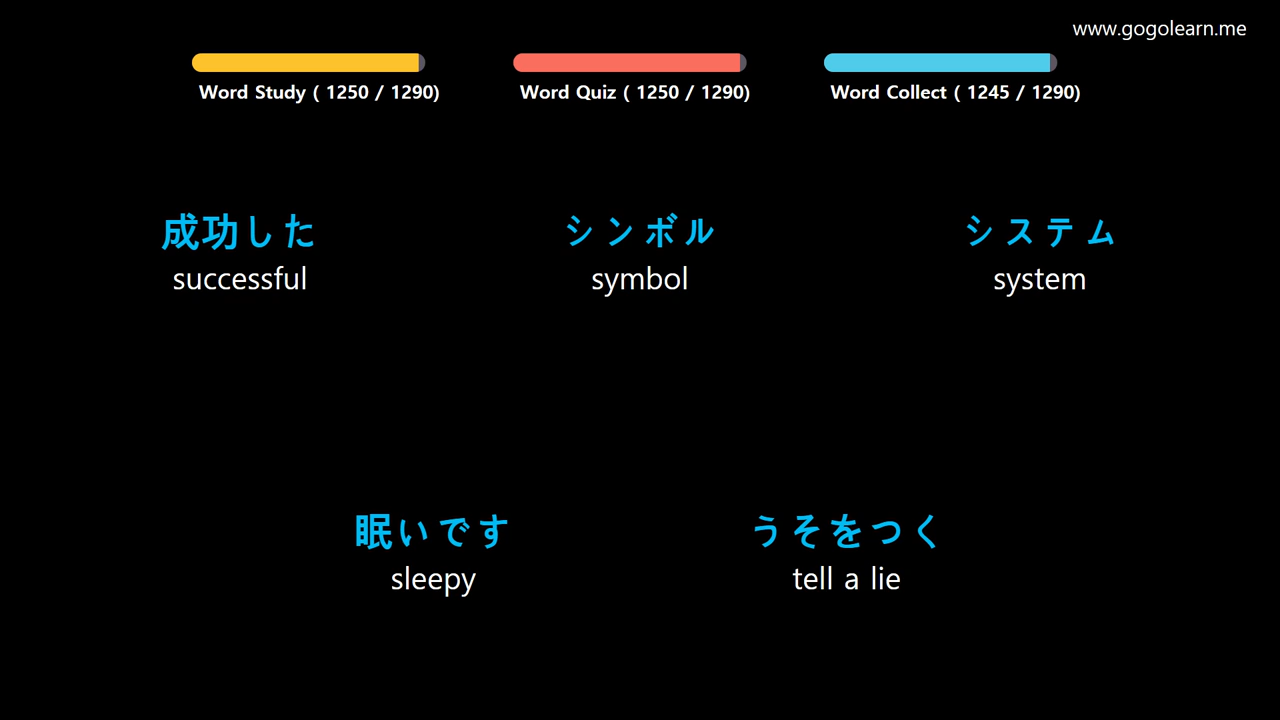 www.gogolearn.me
Word Study ( 1250 / 1290)
Word Quiz ( 1250 / 1290)
Word Collect ( 1245 / 1290)
成功した
successful
シンボル
symbol
システム
system
眠いです
sleepy
うそをつく
tell a lie